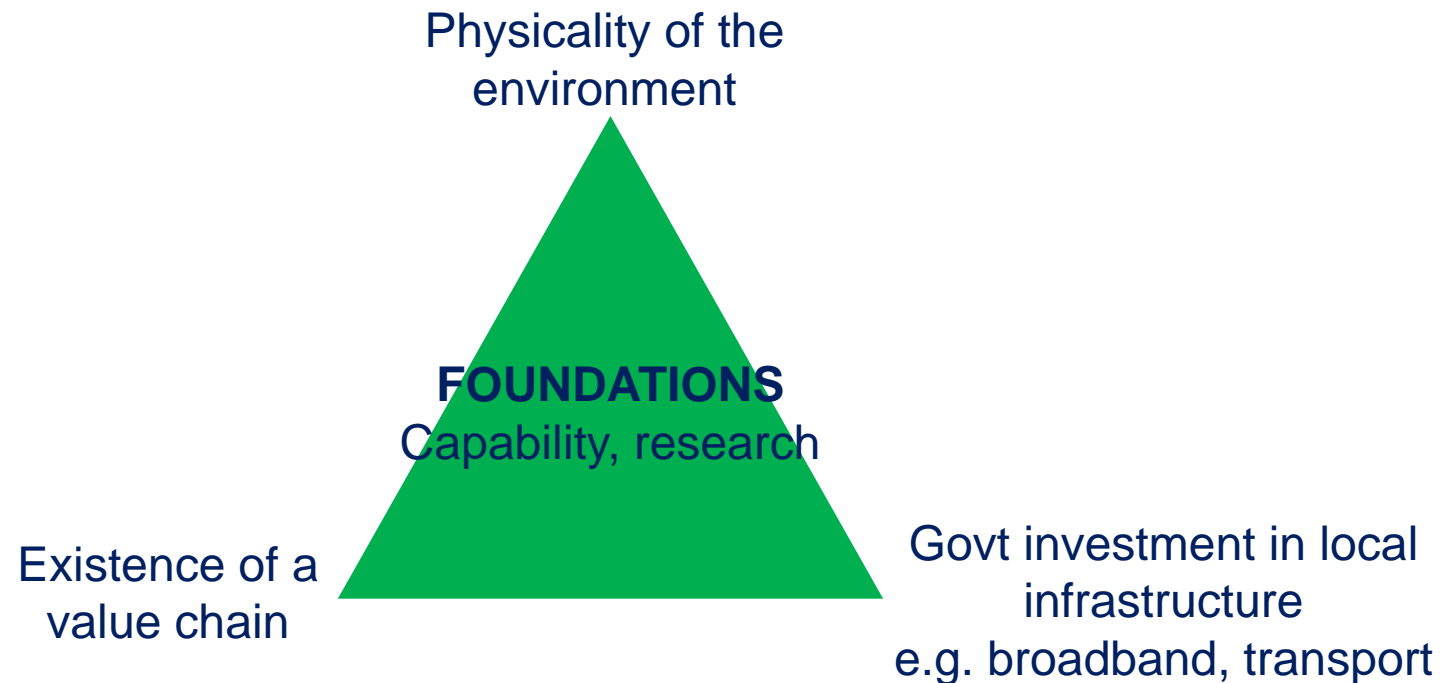 Physicality of the
environment
FOUNDATIONS
Capability, research
Existence of a
value chain
Govt investment in local
infrastructure
e.g. broadband, transport